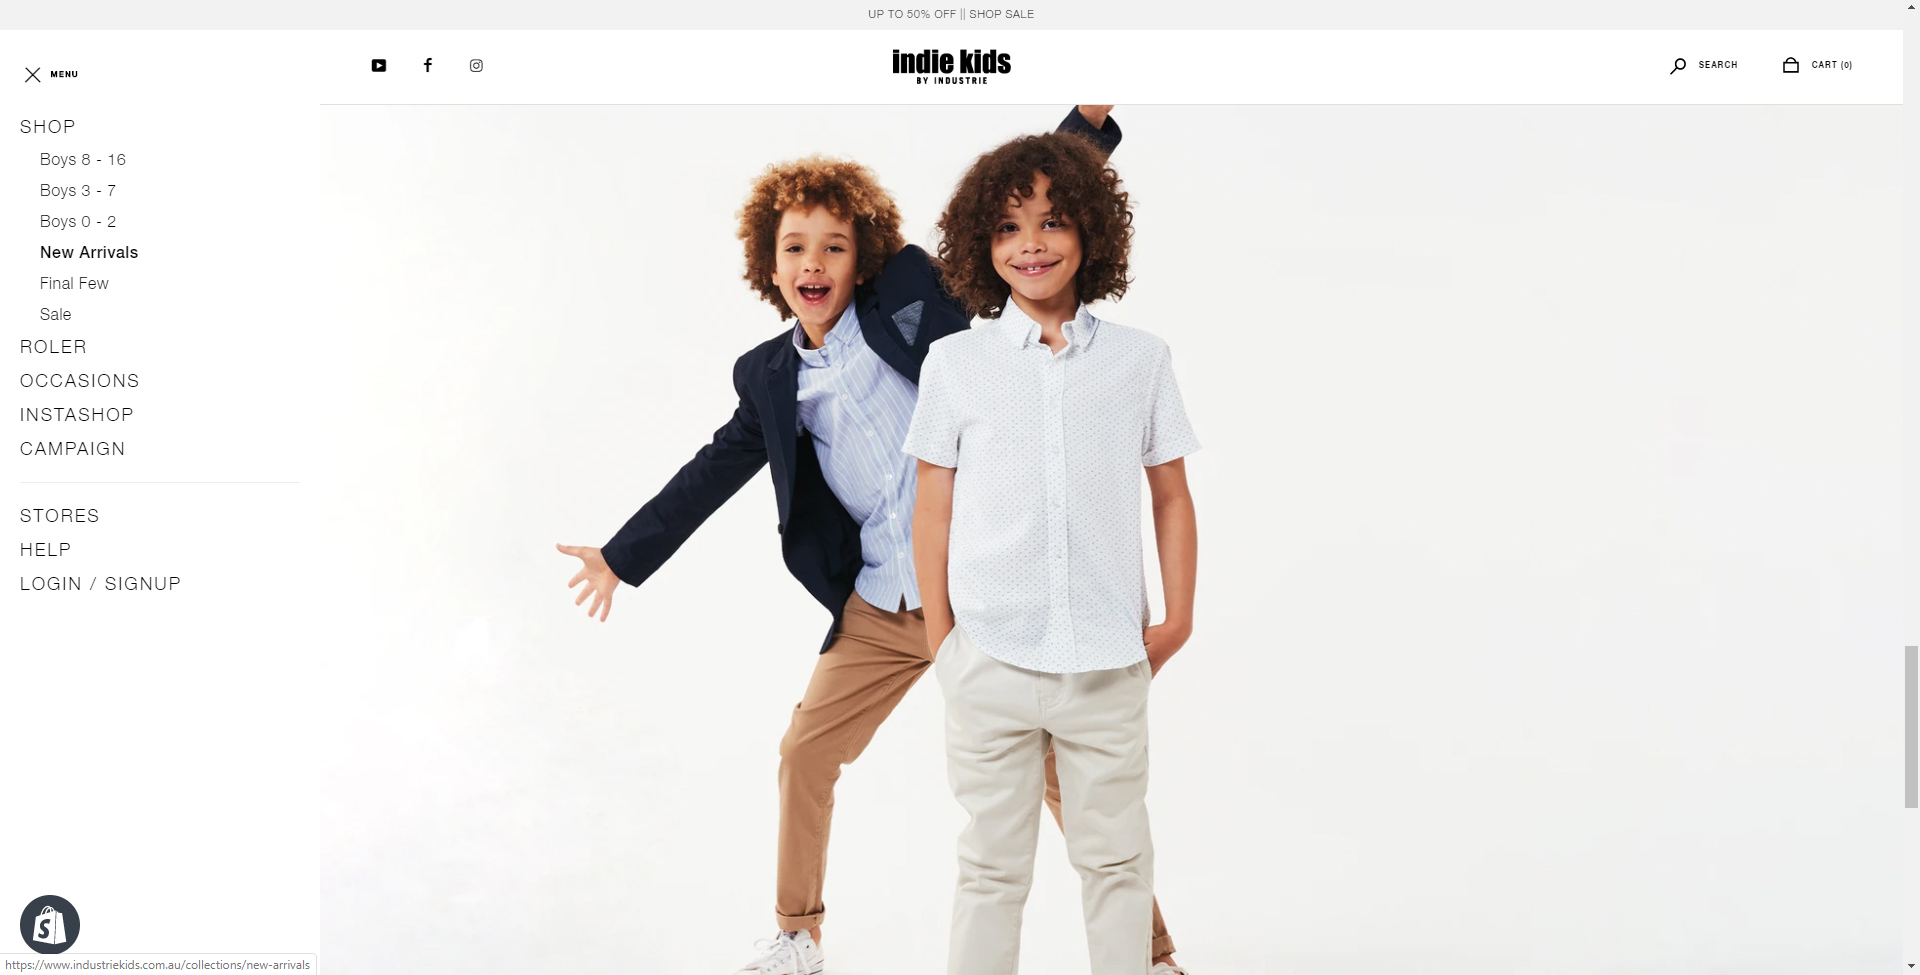 UP TO 50% OFF || SHOP SALE
MENU
indie kids
BY INDUSTRIE
SEARCH
CART (0)
SHOP
Boys 8 - 16
Boys 3 - 7
Boys 0 - 2
New Arrivals
Final Few
Sale
ROLER
OCCASIONS
INSTASHOP
CAMPAIGN
STORES
HELP
LOGIN / SIGNUP
https://www.industriekids.com.au/collections/new-arrivals